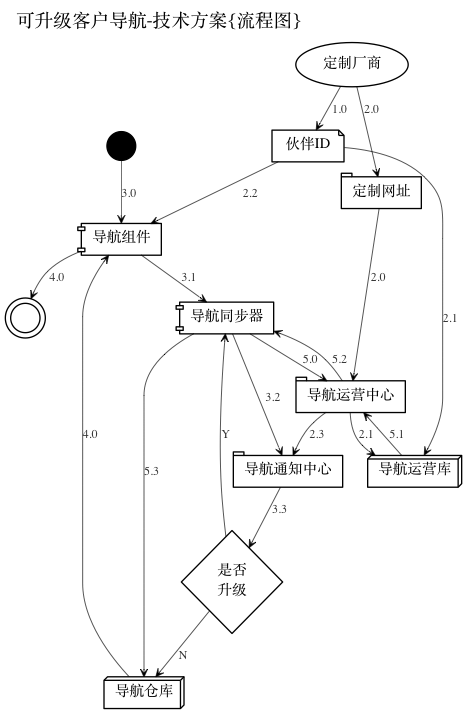 可升级客户导航-技术方案{流程图}
定制厂商
1.0
2.0
伙伴ID
定制网址
3.0
2.2
导航组件
4.0
3.1
2.0
导航同步器
2.1
5.0
5.2
导航运营中心
3.2
4.0
Y
2.3
2.1
5.1
5.3
导航通知中心
导航运营库
3.3
是否
升级
N
导航仓库